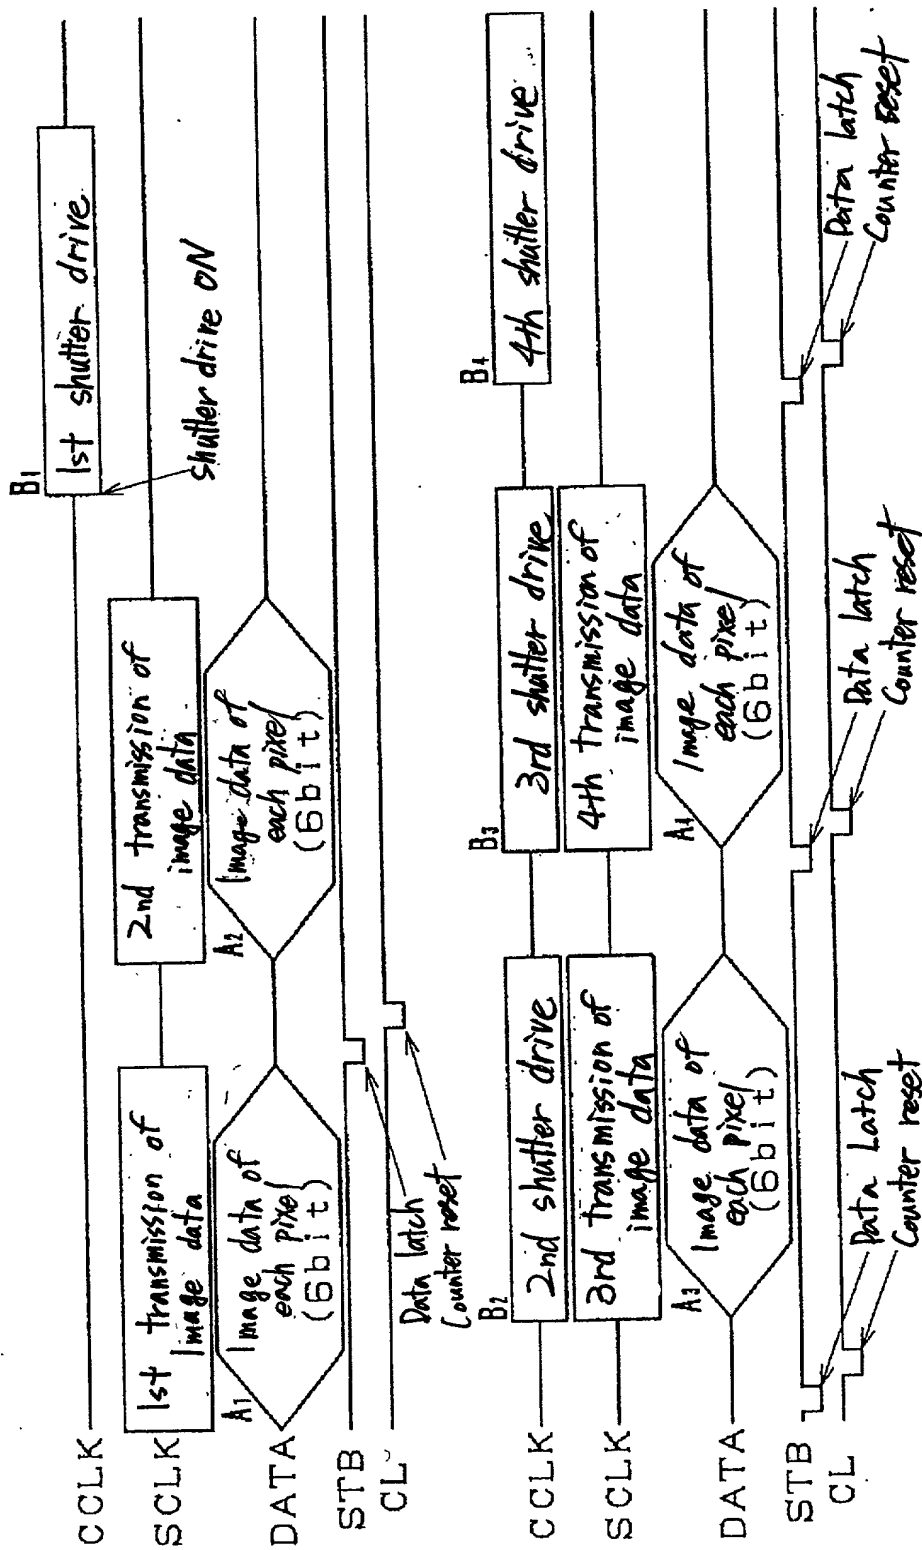 CCLK
B1
1st shutter drive
shutter drive ON
SCLK
1st transmission of
Image data
2nd transmission of
image data
DATA
A1
Image data of
each pixel
(6bit)
A2
Image data of
each pixel
(6bit)
STB
CL
Data latch
Counter reset
CCLK
B2
2nd shutter drive
B3
3rd shutter drive
B4
4th shutter drive
SCLK
3rd transmission of
image data
4th transmission of
image data
DATA
A3
Image data of
each pixel
(6bit)
A4
Image data of
each pixel
(6bit)
STB
CL
Data Latch
Counter reset
Data latch
Counter reset
Data latch
Counter reset